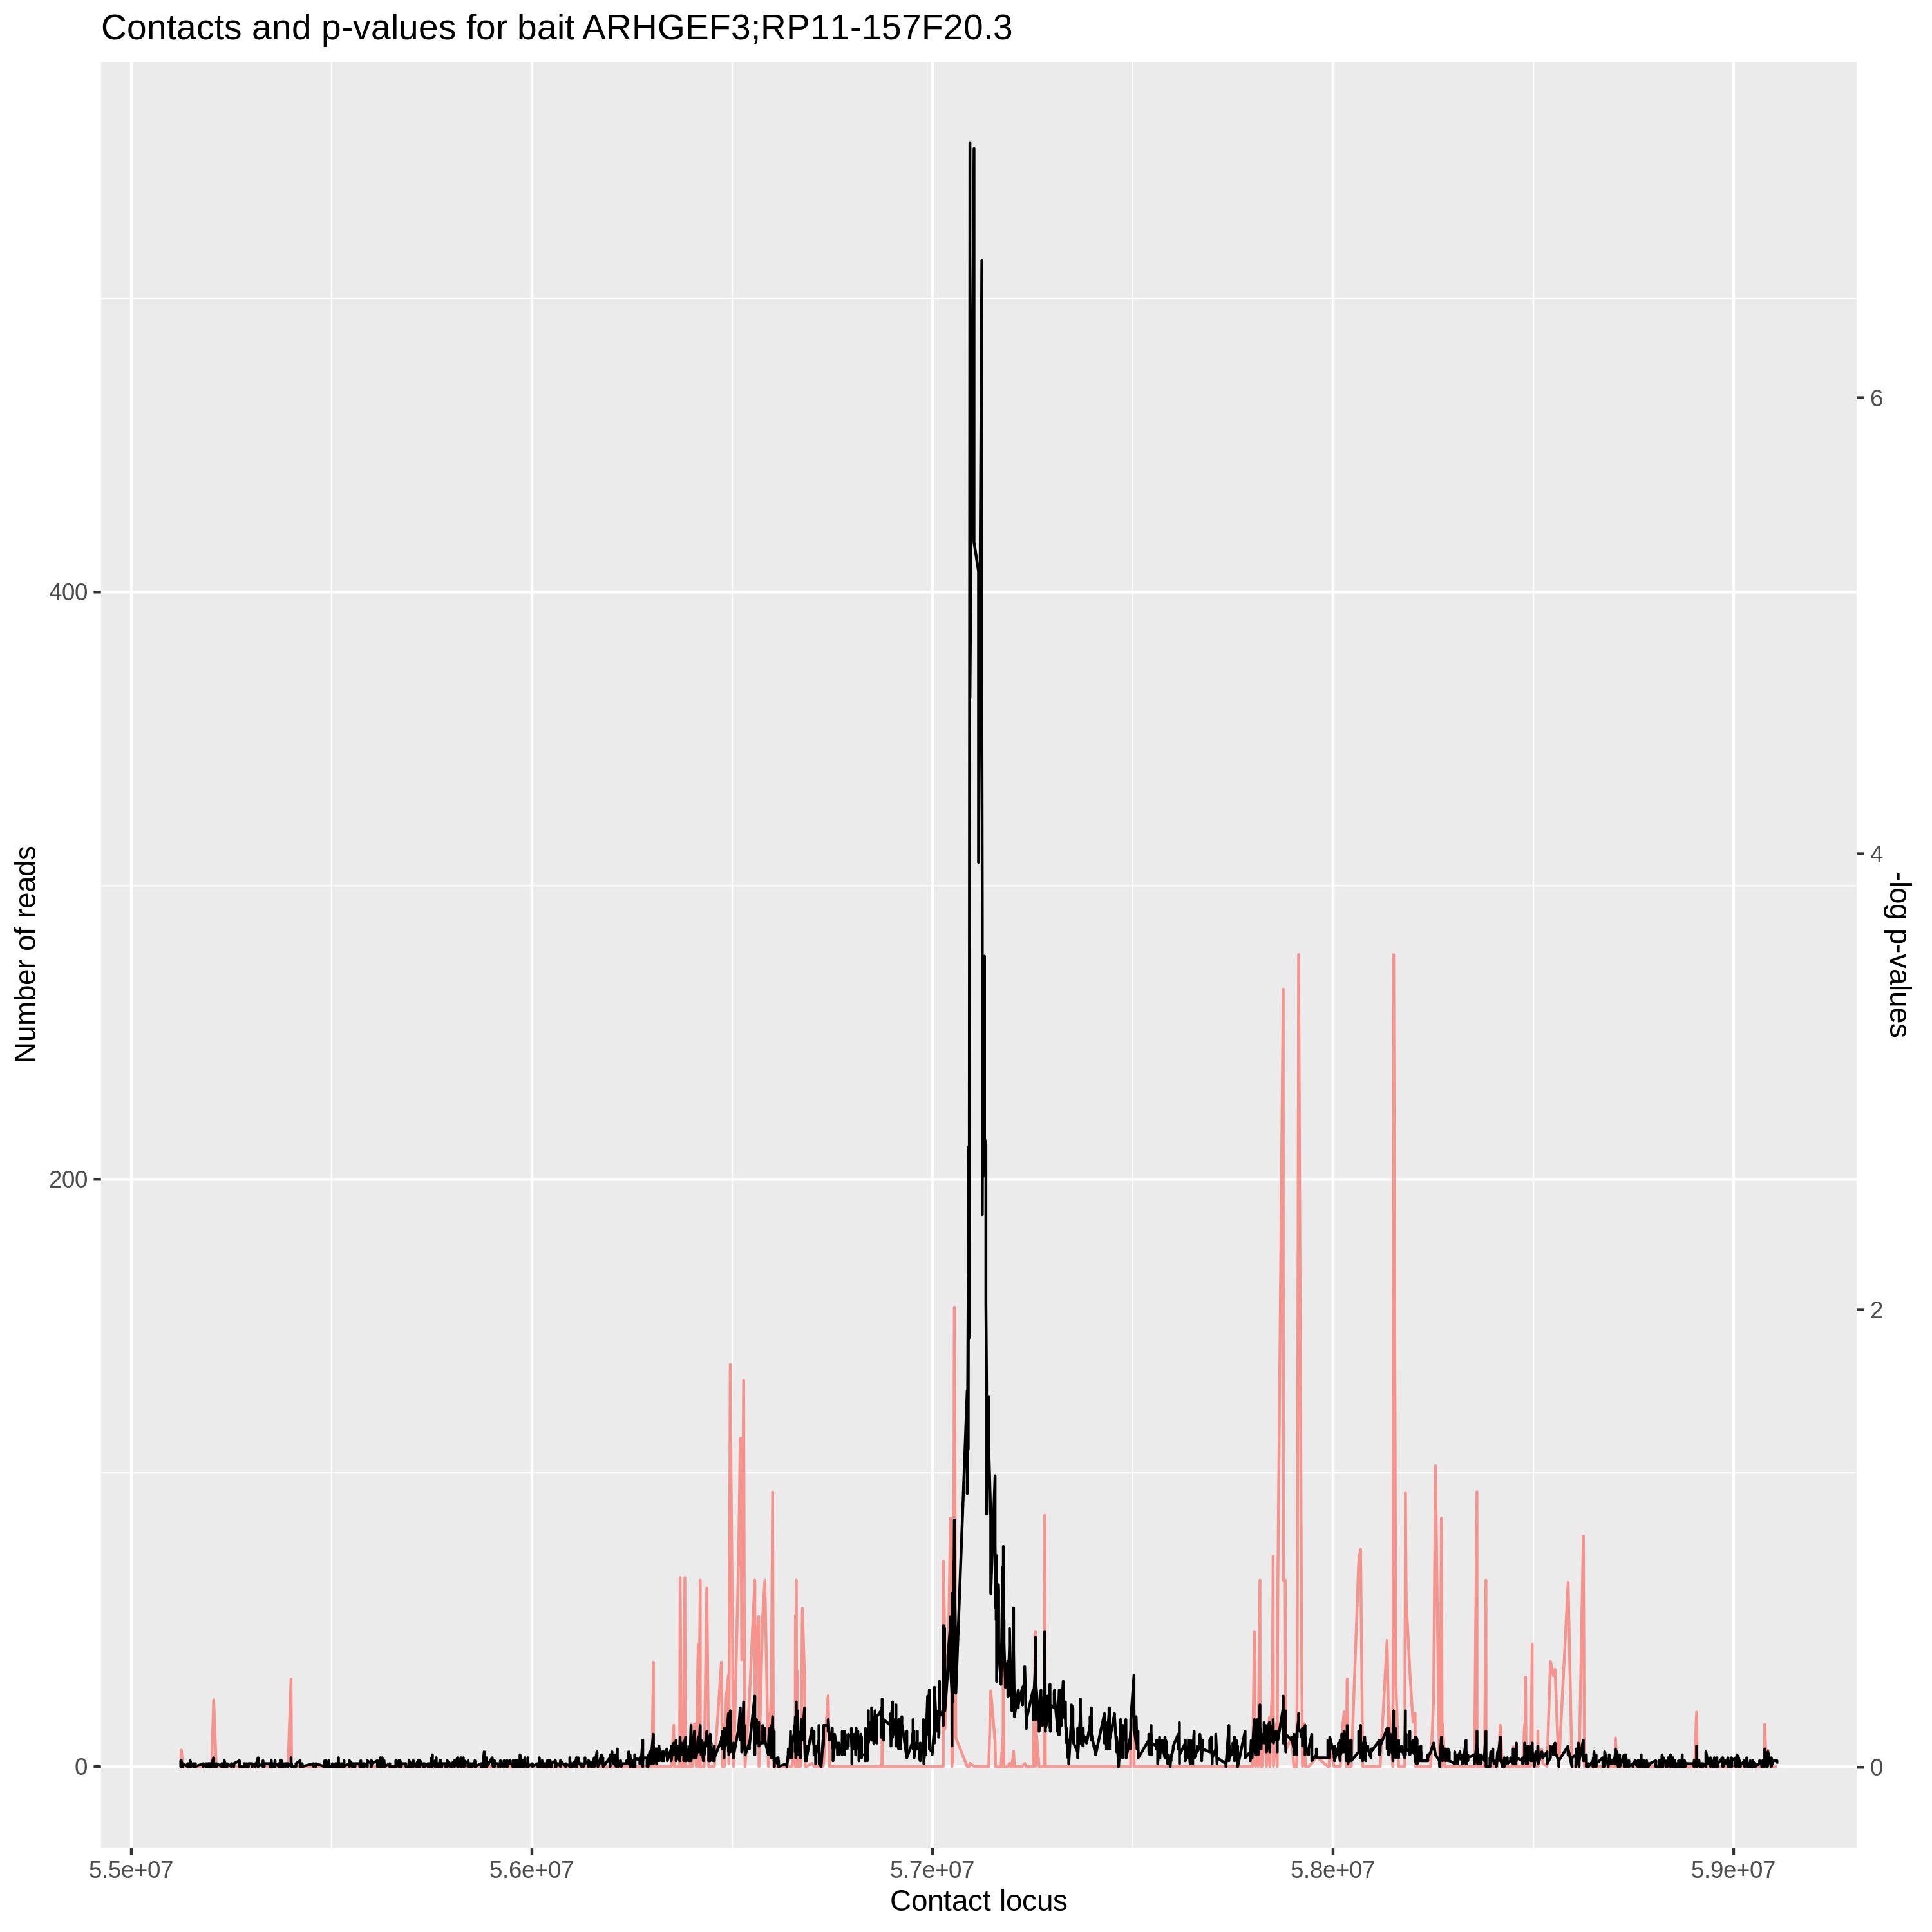 Contacts and p-values for bait ARHGEF3;RP11-157F20.3
Number of reads
400
200
0
6
4
2
0
-log p-values
5.5e+07 5.6e+07 5.7e+07 5.8e+07 5.9e+07
Contact locus